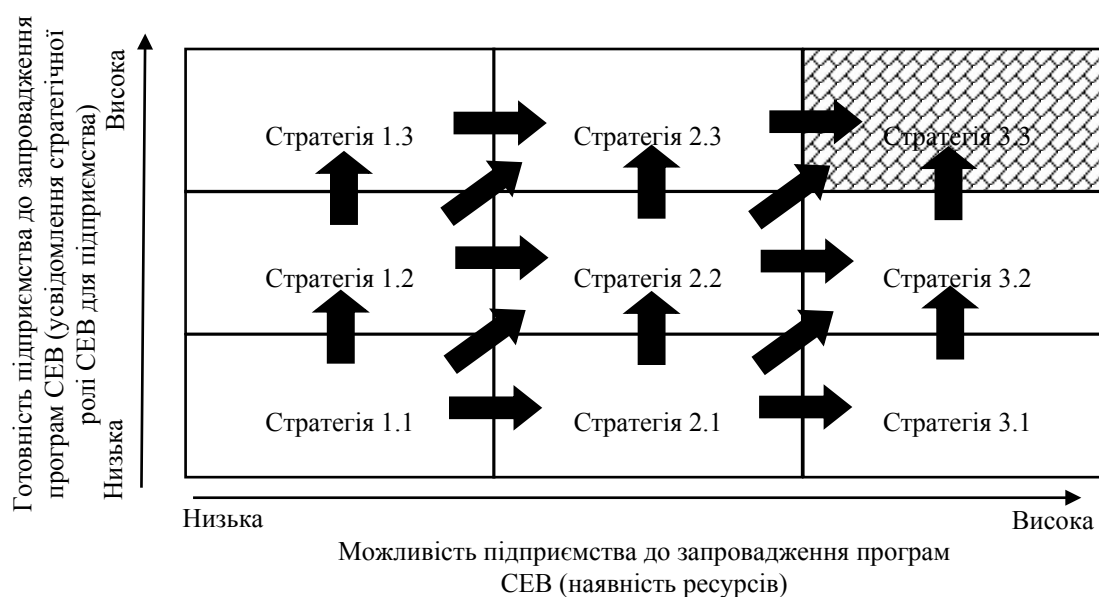 Готовність підприємства до запровадження
програм СЕВ (усвідомлення стратегічної
ролі СЕВ для підприємства)
Висока
Низька
Стратегія 1.3
Стратегія 2.3
Стратегія 3.3
Стратегія 1.2
Стратегія 2.2
Стратегія 3.2
Стратегія 1.1
Стратегія 2.1
Стратегія 3.1
Низька
Висока
Можливість підприємства до запровадження програм
СЕВ (наявність ресурсів)